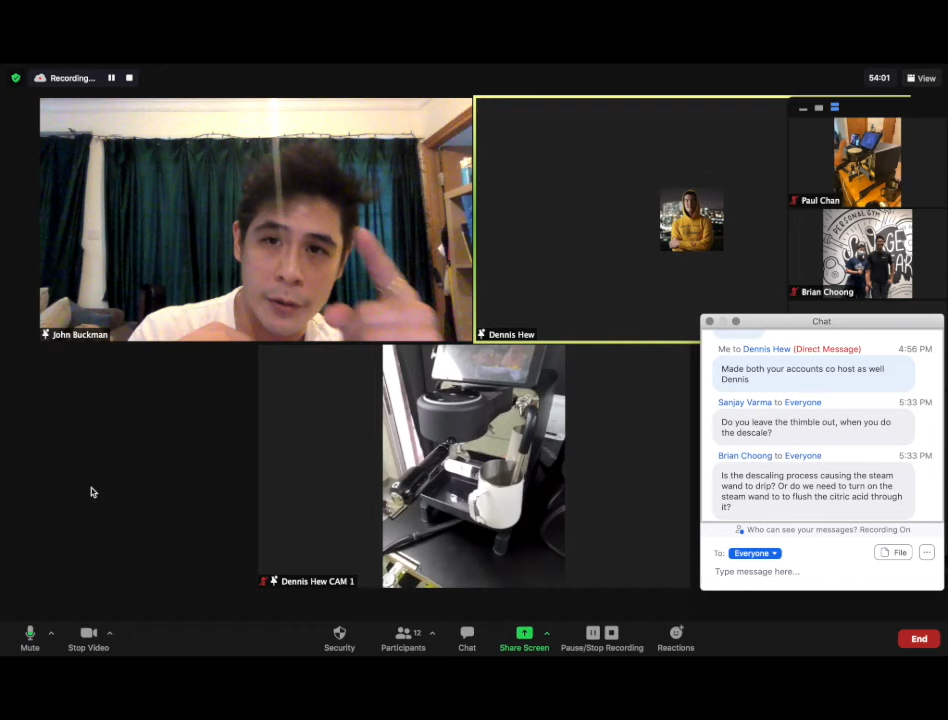 Recording...
54:01
View
John Buckman
Dennis Hew
Paul Chan
PERSONAL GYM
Brian Choong
Dennis Hew CAM 1
Chat
Me to Dennis Hew (Direct Message) 4:56 PM
Made both your accounts co host as well
Dennis
Sanjay Varma to Everyone 5:33 PM
Do you leave the thimble out, when you do
the descale?
Brian Choong to Everyone 5:33 PM
Is the descaling process causing the steam
wand to drip? Or do we need to turn on the
steam wand to to flush the citric acid through
it?
Who can see your messages? Recording On
To: Everyone
File
Type message here...
Mute
Stop Video
Security
12
Participants
Chat
Share Screen
Pause/Stop Recording
Reactions
End